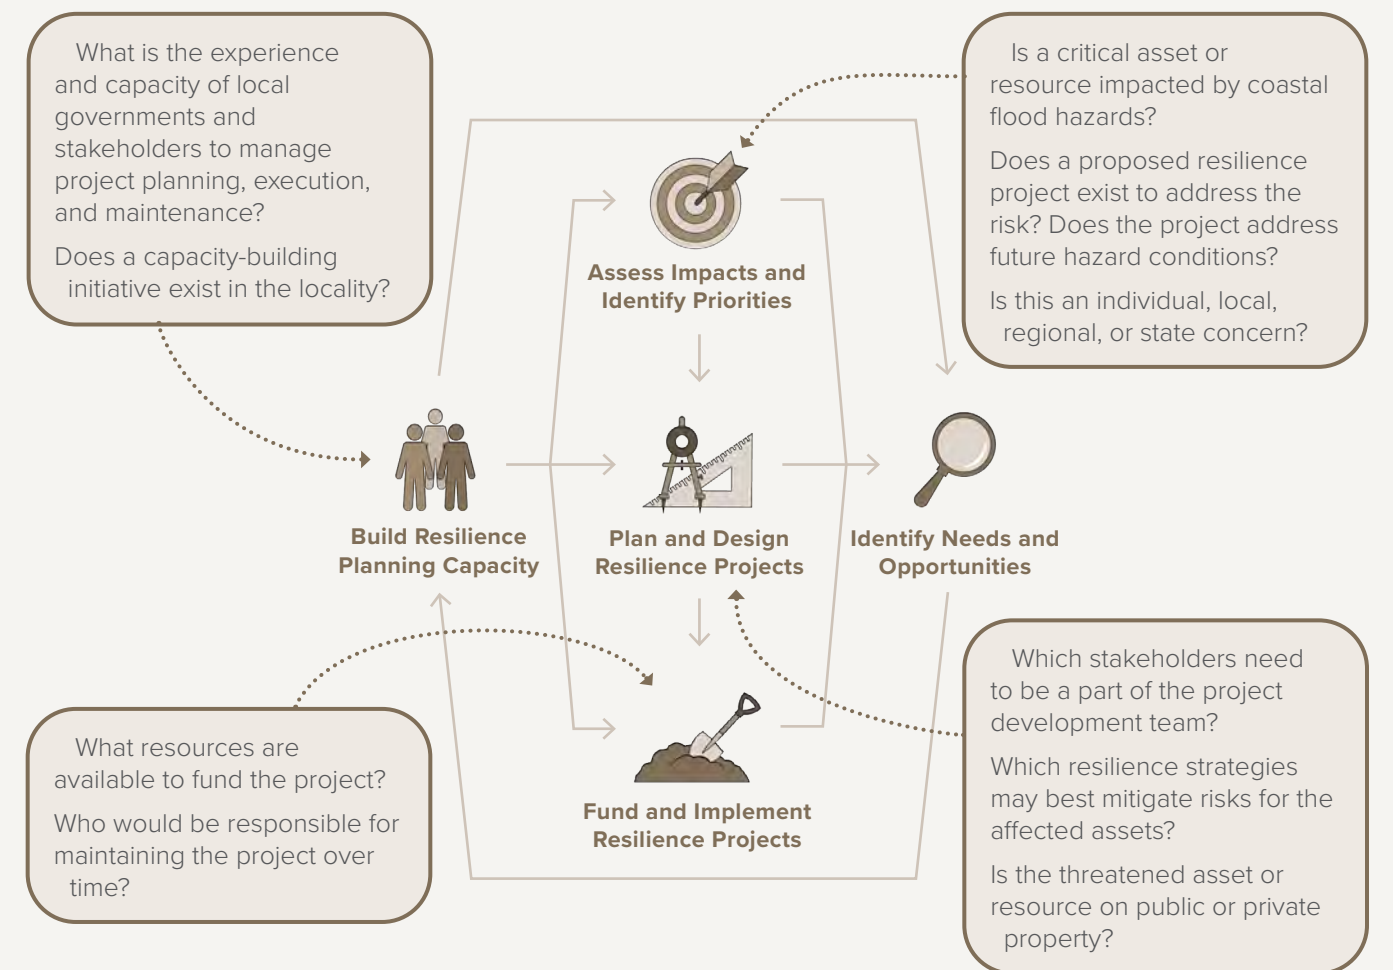 What is the experience
and capacity of local
governments and
stakeholders to manage
project planning, execution,
and maintenance?
Does a capacity-building
initiative exist in the locality?
Is a critical asset or
resource impacted by coastal
flood hazards?
Does a proposed resilience
project exist to address the
risk? Does the project address
future hazard conditions?
Is this an individual, local,
regional, or state concern?
Assess Impacts and
Identify Priorities
Build Resilience
Planning Capacity
Plan and Design
Resilience Projects
Identify Needs and
Opportunities
What resources are
available to fund the project?
Who would be responsible for
maintaining the project over
time?
Fund and Implement
Resilience Projects
Which stakeholders need
to be a part of the project
development team?
Which resilience strategies
may best mitigate risks for the
affected assets?
Is the threatened asset or
resource on public or private
property?